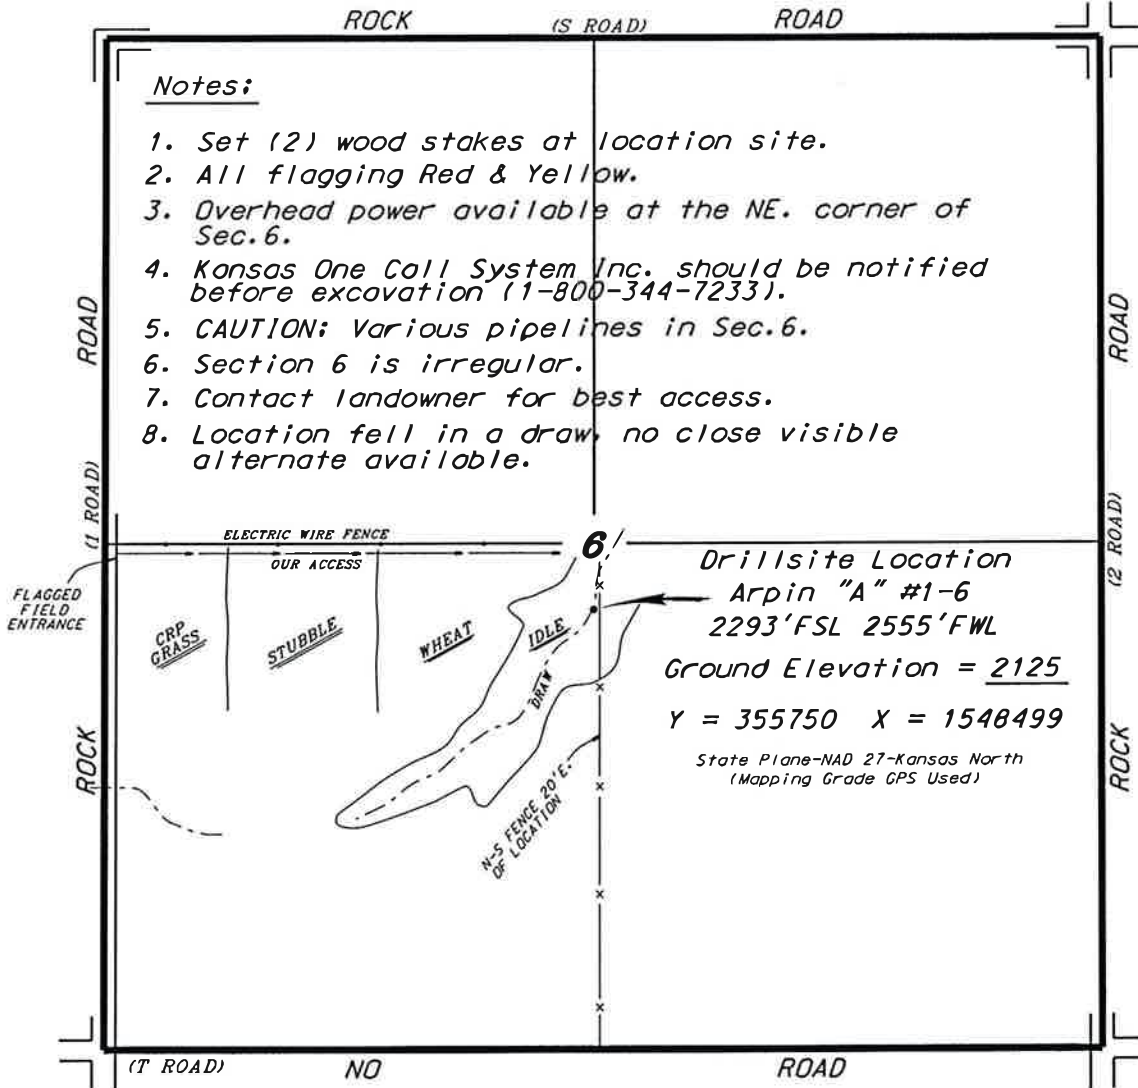 ROCK (S ROAD) ROAD
Notes:
1. Set (2) wood stakes at location site.
2. All flagging Red & Yellow.
3. Overhead power available at the NE. corner of
Sec.6.
4. Kansas One Call System Inc. should be notified
before excavation (1-800-344-7233).
5. CAUTION: Various pipelines in Sec.6.
6. Section 6 is irregular.
7. Contact landowner for best access.
8. Location fell in a draw, no close visible
alternate available.
ROAD
(1 ROAD)
ROCK
ROAD
(2 ROAD)
ROCK
ELECTRIC WIRE FENCE
OUR ACCESS
6
FLAGGED
FIELD
ENTRANCE
CRP
GRASS
STUBBLE
WHEAT
IDLE
DRAW
Drillsite Location
Arpin "A" #1-6
2293'FSL 2555'FWL
Ground Elevation = 2125
Y = 355750 X = 1548499
State Plane-NAD 27-Kansas North
(Mapping Grade GPS Used)
N-S FENCE 20'E.
OF LOCATION
(T ROAD) NO ROAD